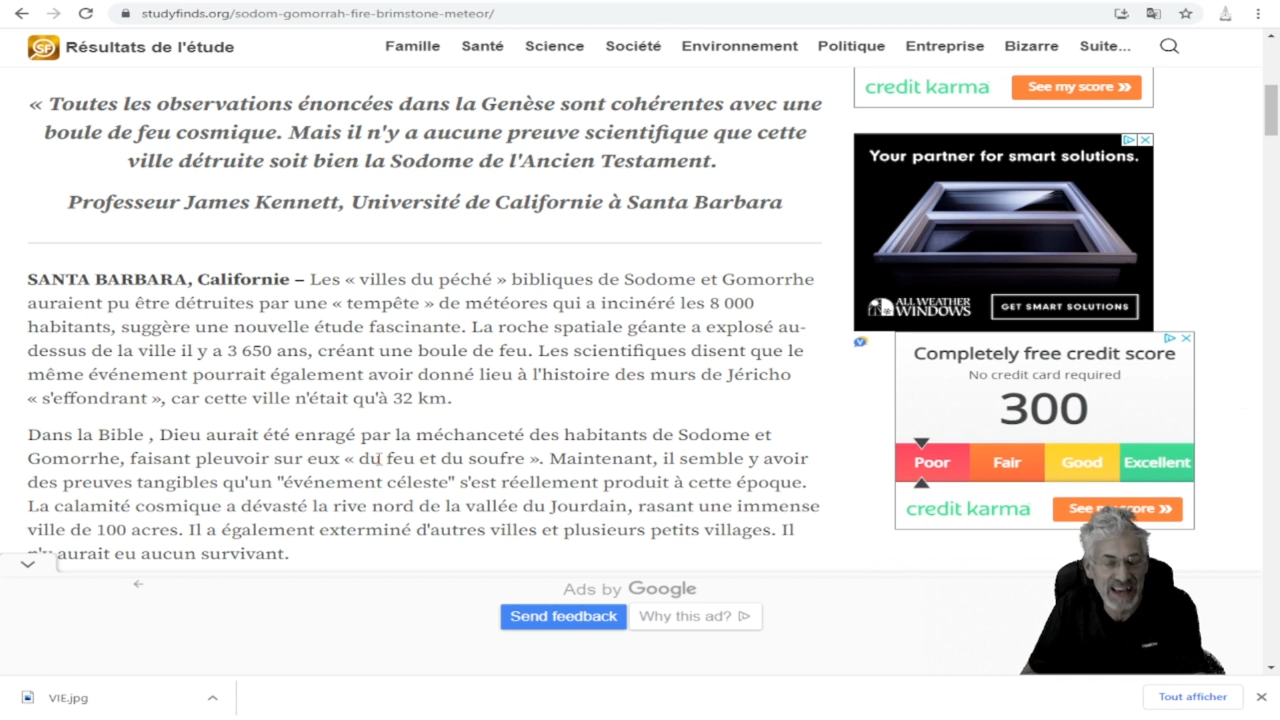 studyfinds.org/sodom-gomorrah-fire-brimstone-meteor/
SF Résultats de l'étude
Famille Santé Science Société Environnement Politique Entreprise Bizarre Suite...
« Toutes les observations énoncées dans la Genèse sont cohérentes avec une
boule de feu cosmique. Mais il n'y a aucune preuve scientifique que cette
ville détruite soit bien la Sodome de l'Ancien Testament.
Professeur James Kennett, Université de Californie à Santa Barbara
SANTA BARBARA, Californie – Les « villes du péché » bibliques de Sodome et Gomorrhe
auraient pu être détruites par une « tempête » de météores qui a incinéré les 8 000
habitants, suggère une nouvelle étude fascinante. La roche spatiale géante a explosé au-
dessus de la ville il y a 3 650 ans, créant une boule de feu. Les scientifiques disent que le
même événement pourrait également avoir donné lieu à l'histoire des murs de Jéricho
« s'effondrant », car cette ville n'était qu'à 32 km.
Dans la Bible , Dieu aurait été enragé par la méchanceté des habitants de Sodome et
Gomorrhe, faisant pleuvoir sur eux « du feu et du soufre ». Maintenant, il semble y avoir
des preuves tangibles qu'un "événement céleste" s'est réellement produit à cette époque.
La calamité cosmique a dévasté la rive nord de la vallée du Jourdain, rasant une immense
ville de 100 acres. Il a également exterminé d'autres villes et plusieurs petits villages. Il
n'y aurait eu aucun survivant.
credit karma See my score
Your partner for smart solutions.
ALL WEATHER
WINDOWS
GET SMART SOLUTIONS
Completely free credit score
No credit card required
300
Poor Fair Good Excellent
credit karma See my score
Ads by Google
Send feedback Why this ad?
VIE.jpg
Tout afficher